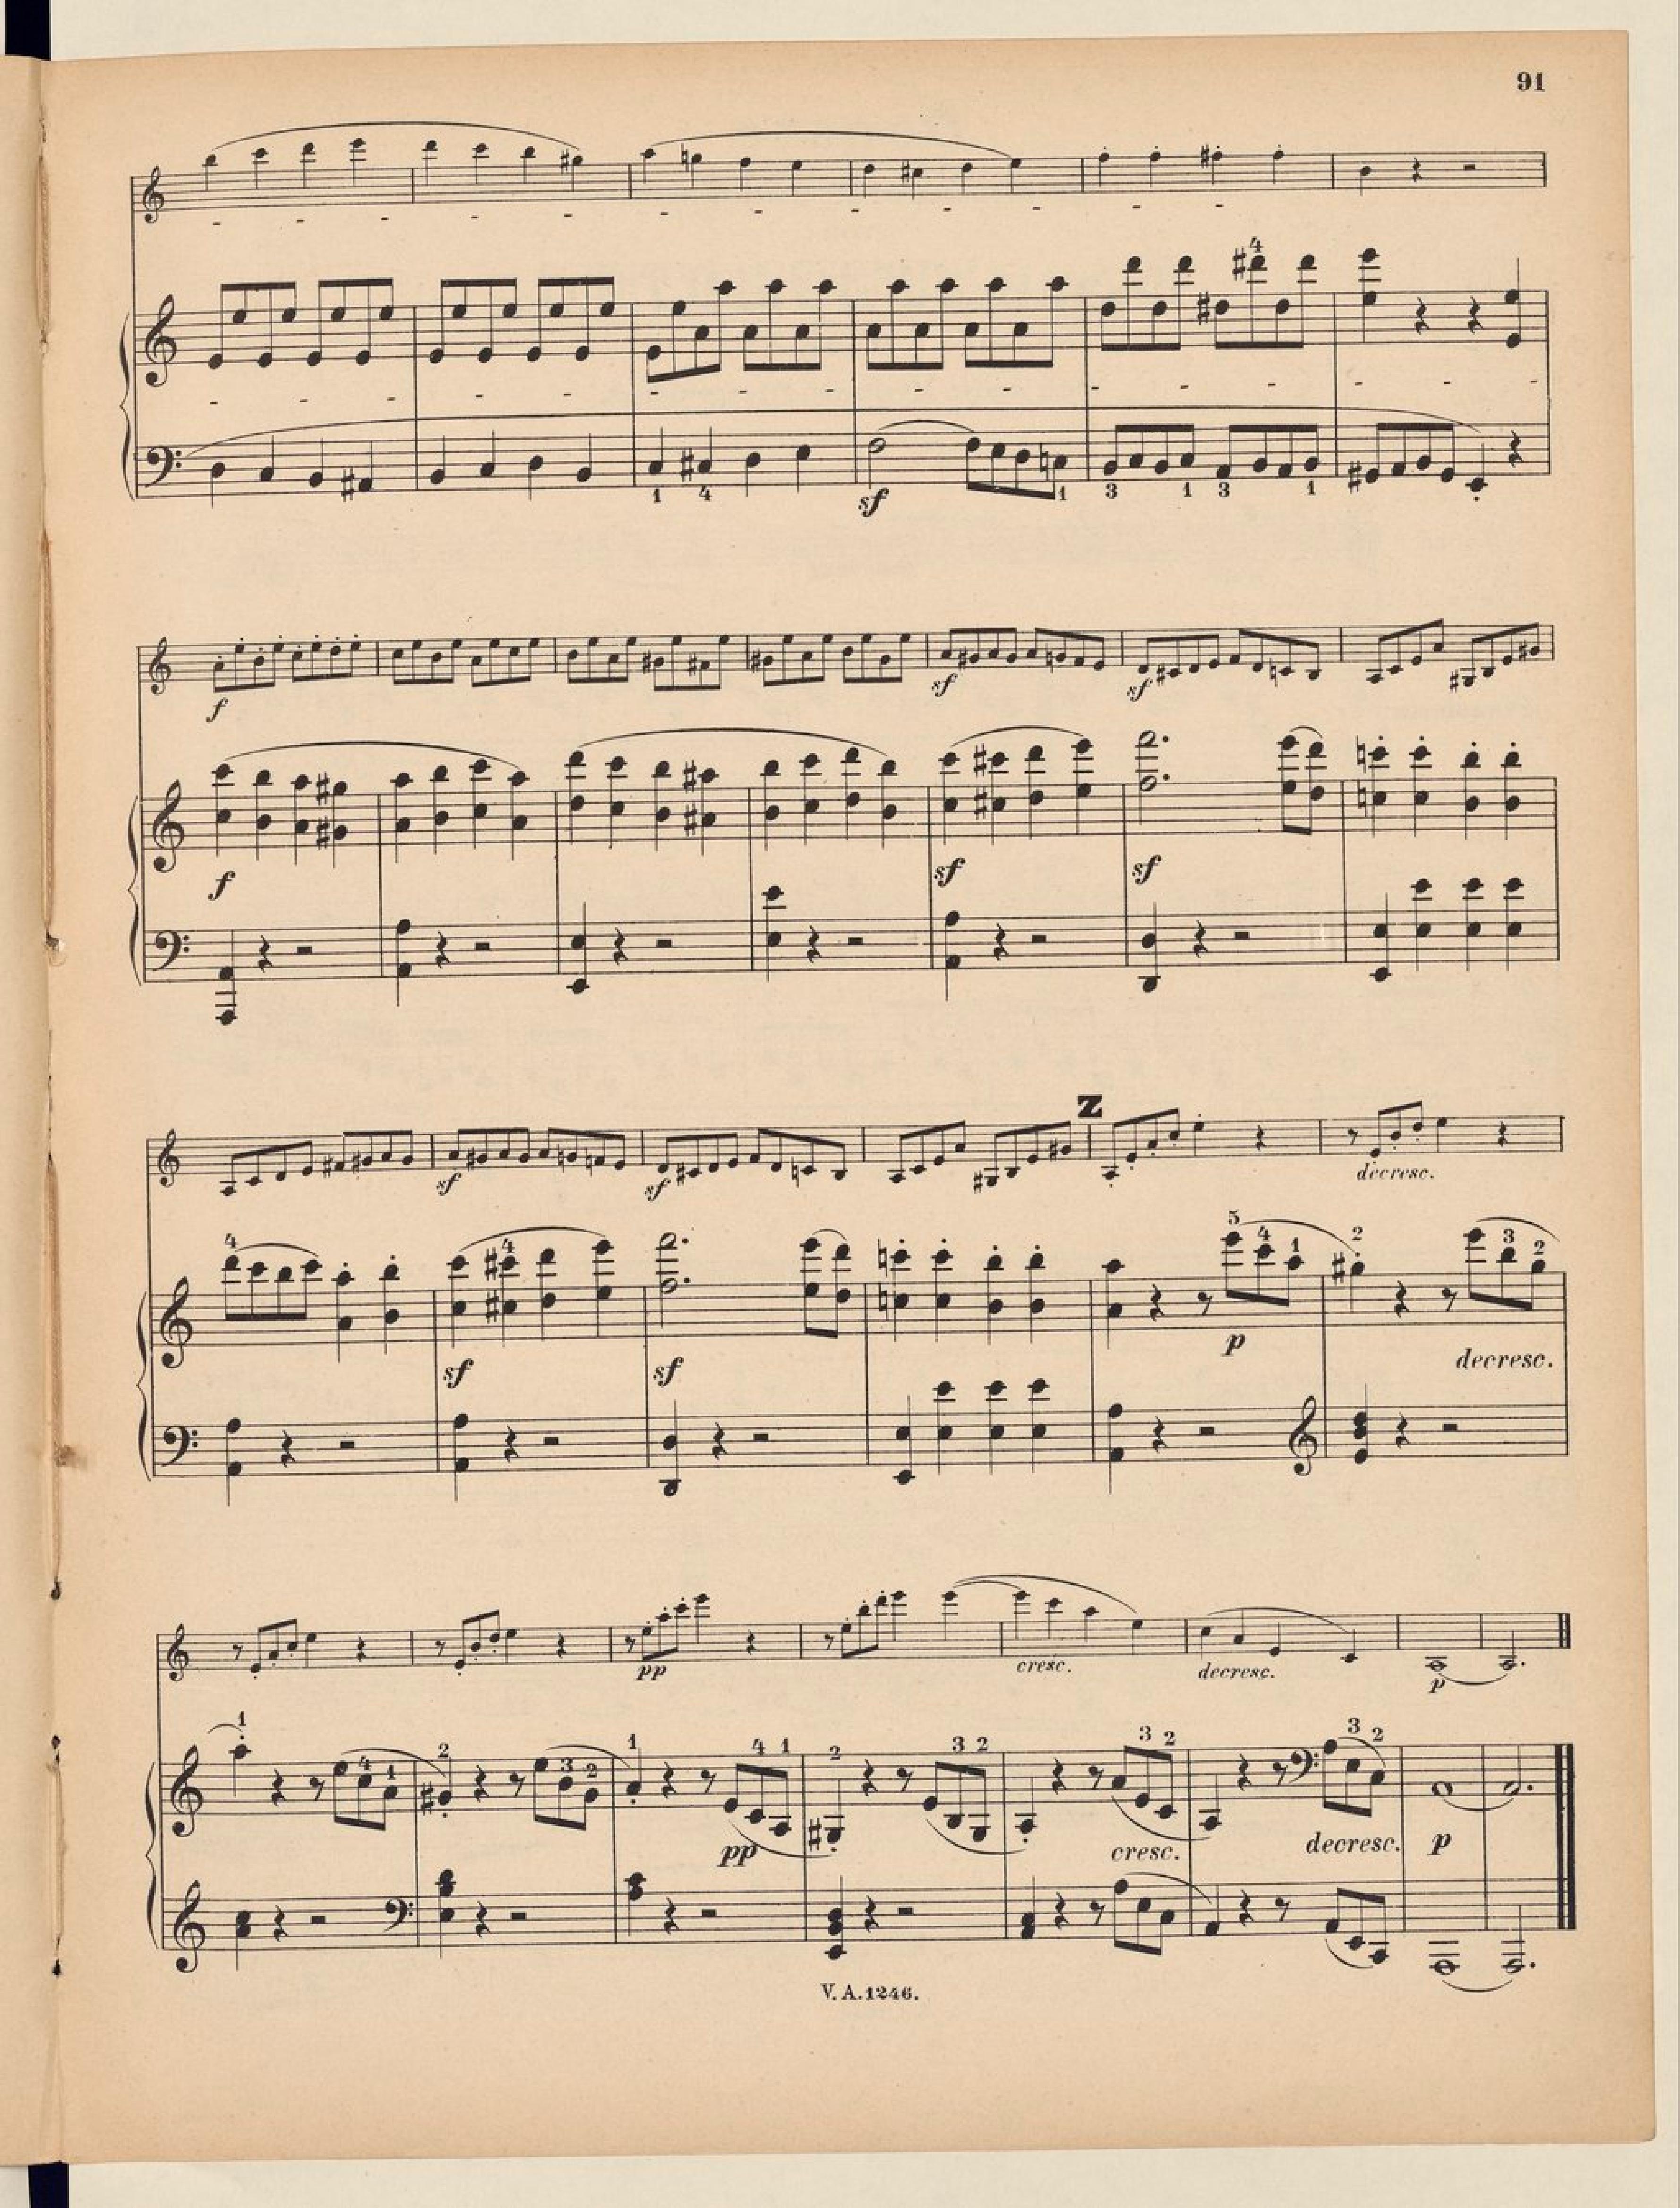 91
4
1 4 sf 1 3 1 3 1
f sf sf
f sf sf
Z
sf sf decresc.
4 4 5 4 1 2 3 2
sf sf p decresc.
pp cresc. decresc. p
1 4 1 2 3 2 1 4 1 2 3 2 3 2 3 2
pp cresc. decresc. p
V. A. 1246.